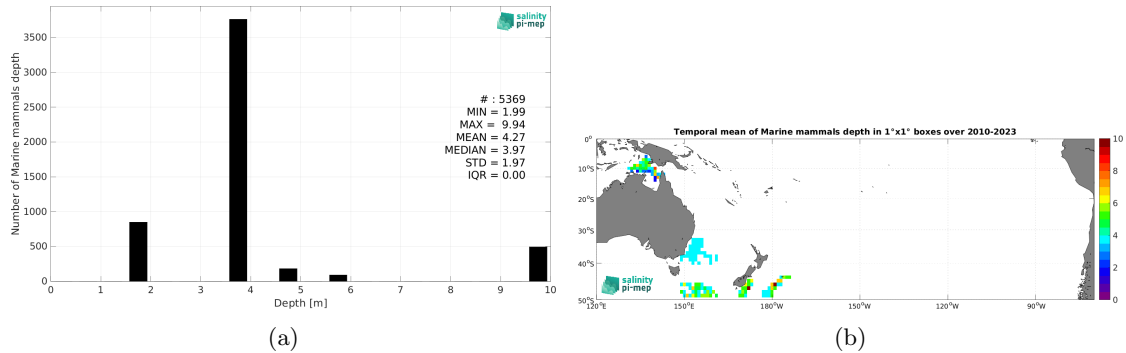 salinity
pi-mep
3500
3000
2500
2000
1500
1000
500
0
Number of Marine mammals depth
# : 5369
MIN = 1.99
MAX = 9.94
MEAN = 4.27
MEDIAN = 3.97
STD = 1.97
IQR = 0.00
0 1 2 3 4 5 6 7 8 9 10
Depth [m]
(a)
Temporal mean of Marine mammals depth in 1°x1° boxes over 2010-2023
0°
10°S
20°S
30°S
40°S
50°S
120°E 150°E 180°W 150°W 120°W 90°W
salinity
pi-mep
10
8
6
4
2
0
(b)